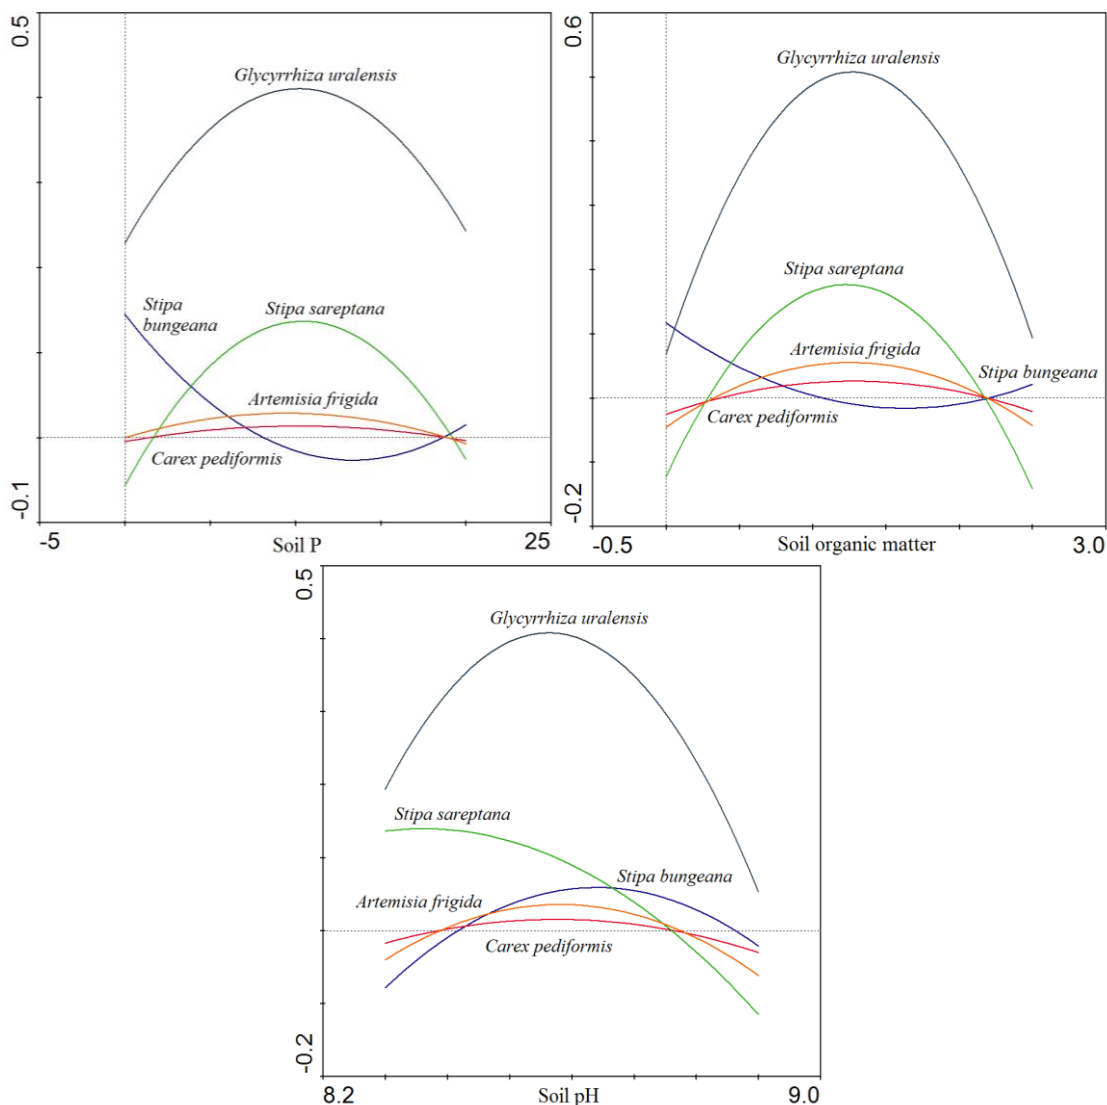 0.5
Glycyrrhiza uralensis
Stipa
bungeana
Stipa sareptana
Artemisia frigida
Carex pediformis
-0.1
-5
Soil P
25
0.6
Glycyrrhiza uralensis
Stipa sareptana
Artemisia frigida
Stipa bungeana
Carex pediformis
-0.2
-0.5
Soil organic matter
3.0
0.5
Glycyrrhiza uralensis
Stipa sareptana
Stipa bungeana
Artemisia frigida
Carex pediformis
-0.2
8.2
Soil pH
9.0